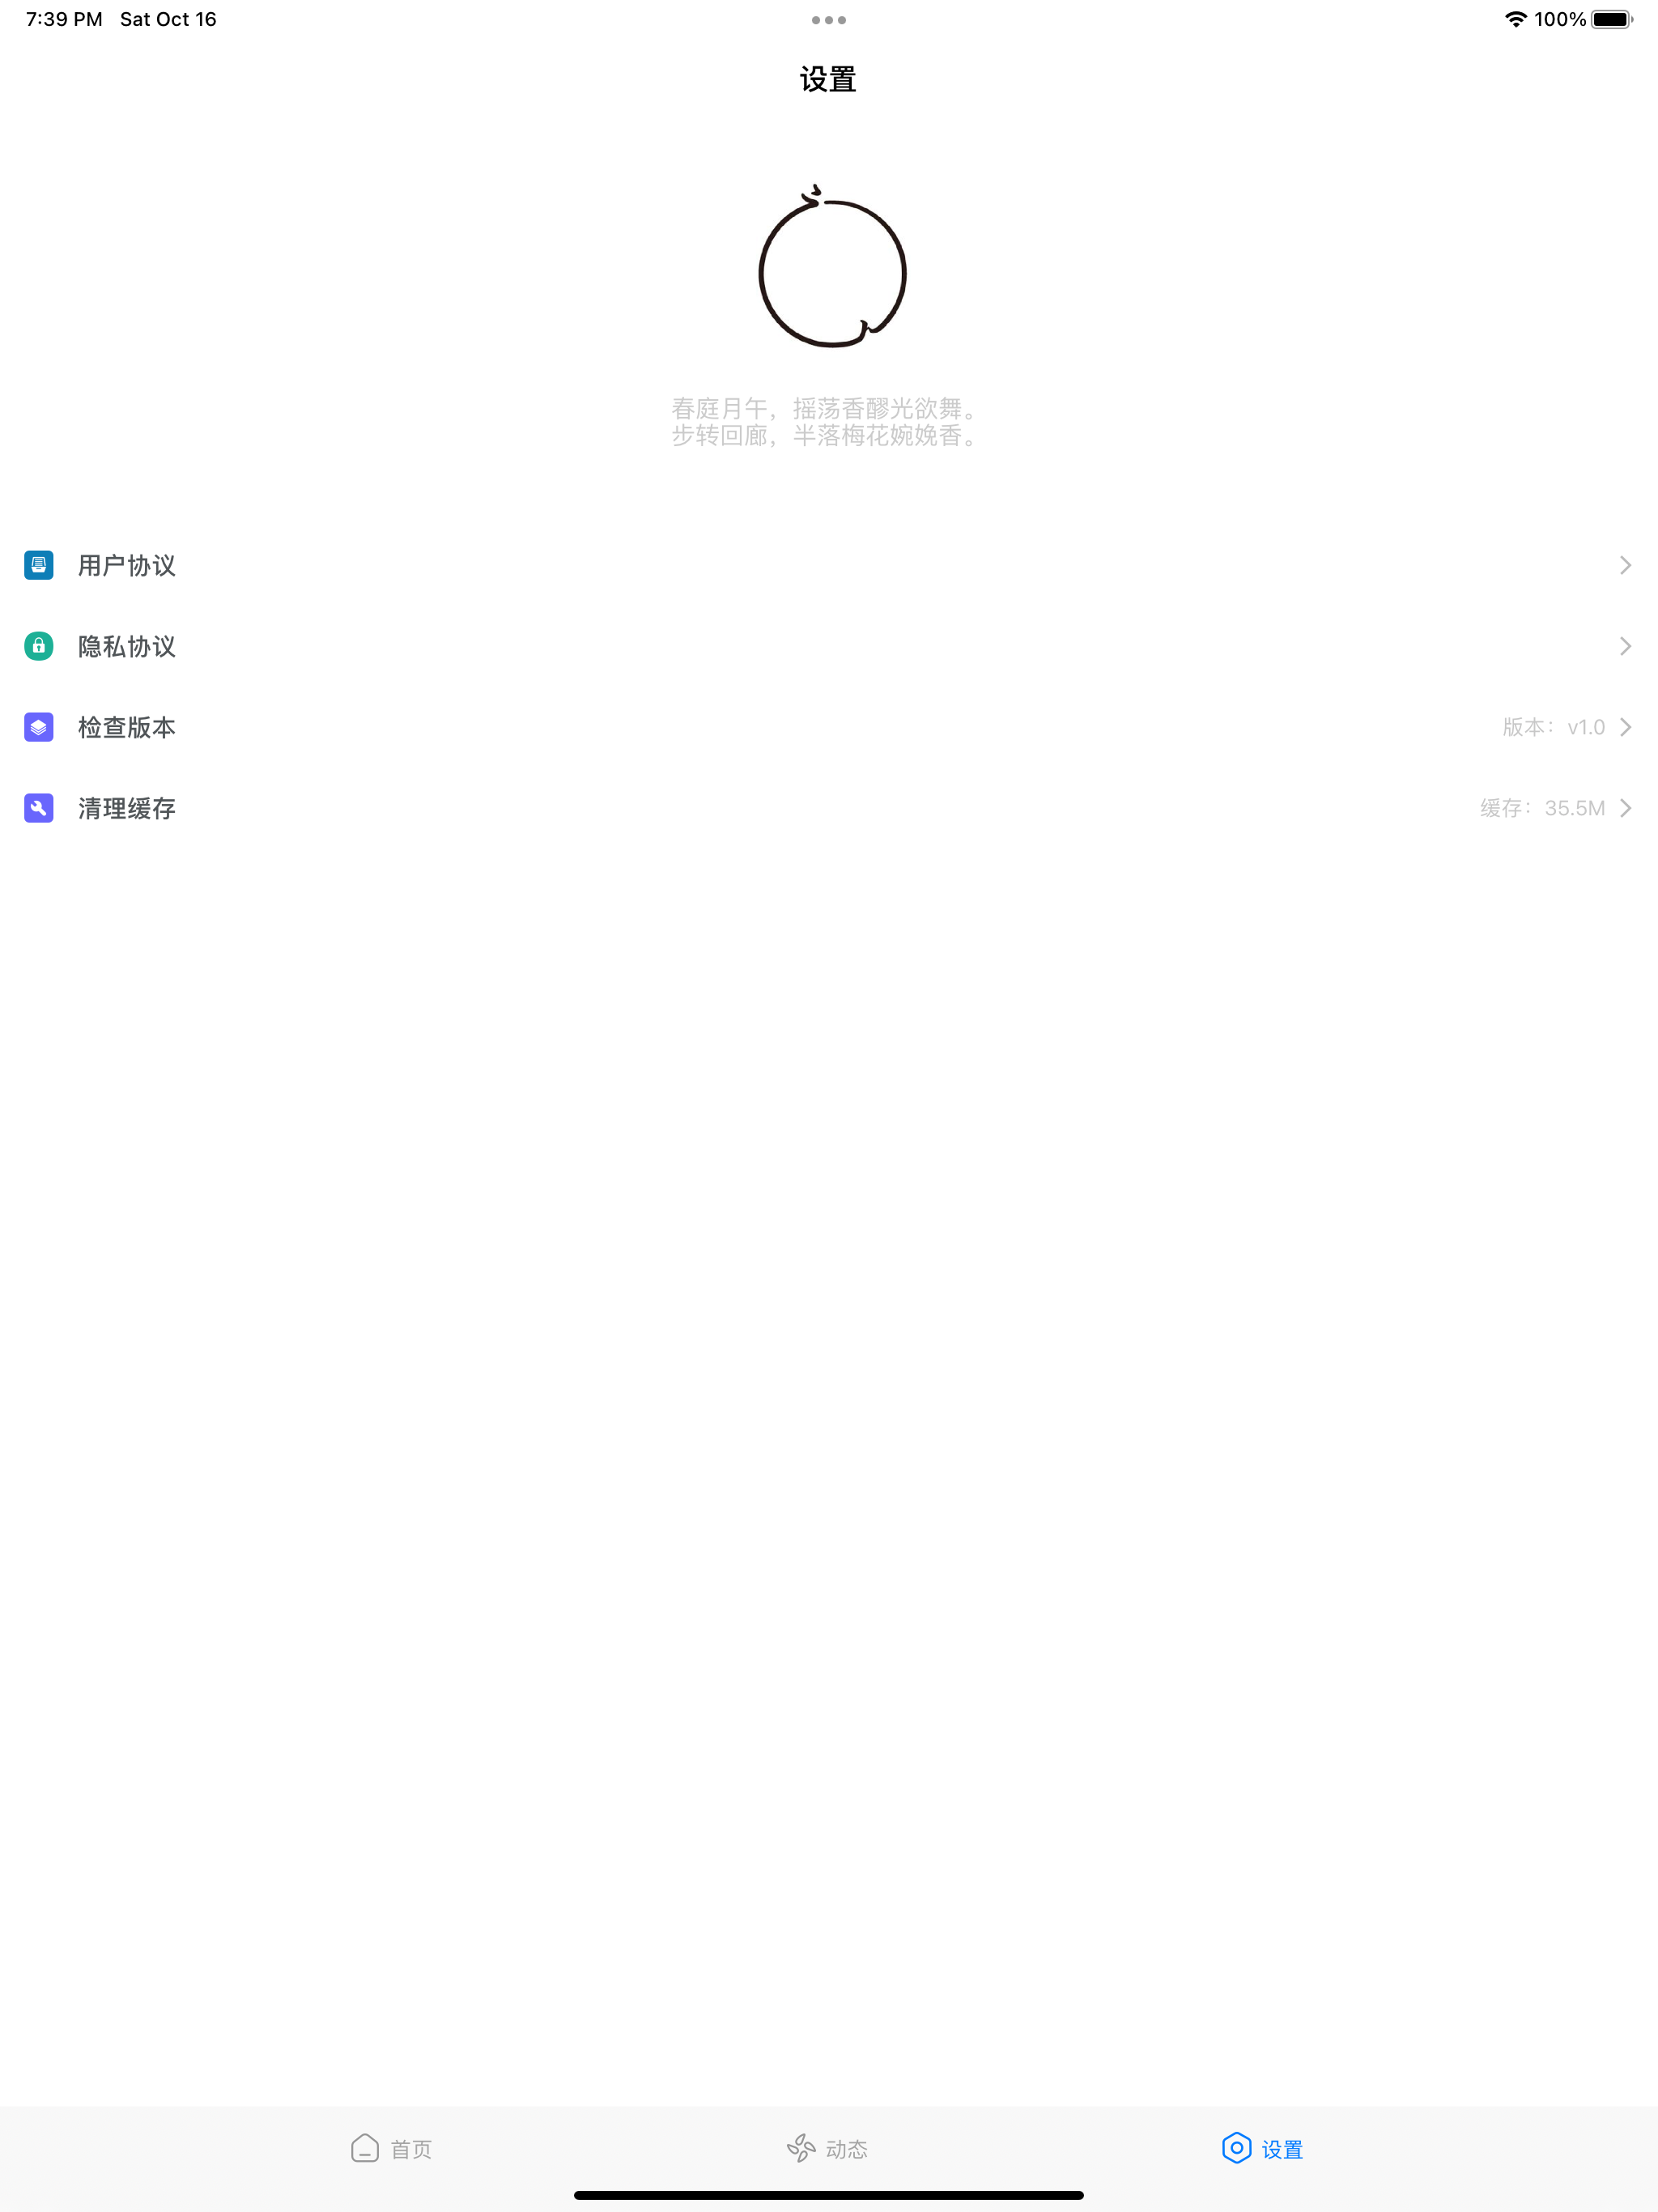 7:39 PM Sat Oct 16
100%
设置
春庭月午，摇荡香醪光欲舞。
步转回廊，半落梅花婉娩香。
用户协议
隐私协议
检查版本
版本：v1.0
清理缓存
缓存：35.5M
首页
动态
设置